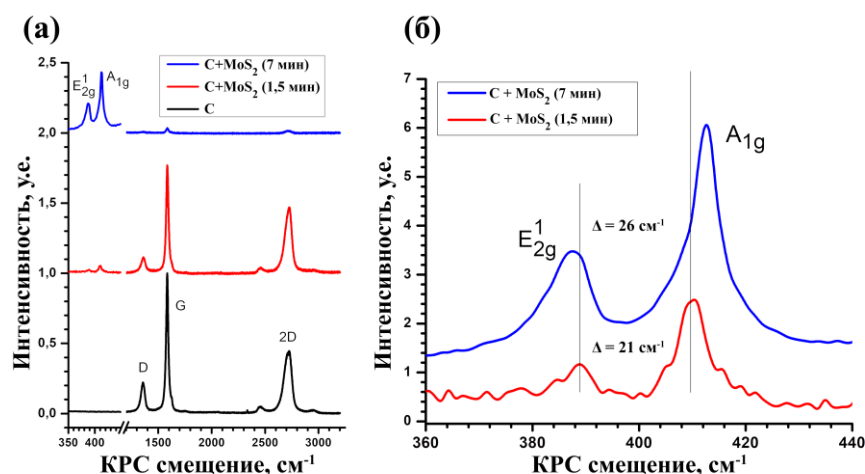 (а)
C+MoS2 (7 мин)
C+MoS2 (1,5 мин)
C
E12g
A1g
D
G
2D
Интенсивность, у.е.
2,5
2,0
1,5
1,0
0,5
0,0
350 400 1500 2000 2500 3000
КРС смещение, см-1
(б)
C + MoS2 (7 мин)
C + MoS2 (1,5 мин)
A1g
E12g
Δ = 26 см-1
Δ = 21 см-1
Интенсивность, у.е.
7
6
5
4
3
2
1
0
360 380 400 420 440
КРС смещение, см-1